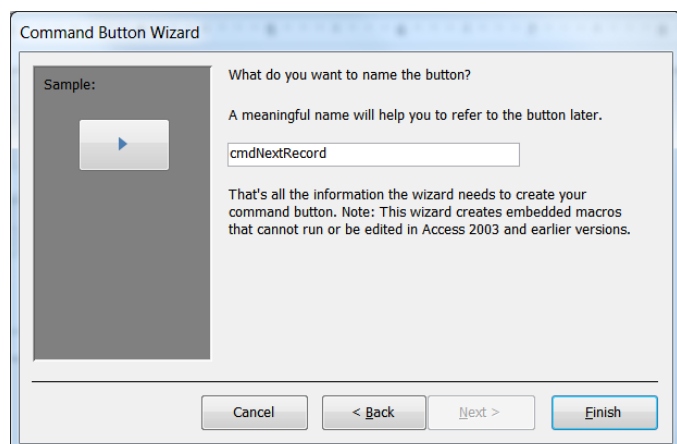 Command Button Wizard
Sample:
What do you want to name the button?
A meaningful name will help you to refer to the button later.
cmdNextRecord
That's all the information the wizard needs to create your
command button. Note: This wizard creates embedded macros
that cannot run or be edited in Access 2003 and earlier versions.
Cancel
< Back
Next >
Finish